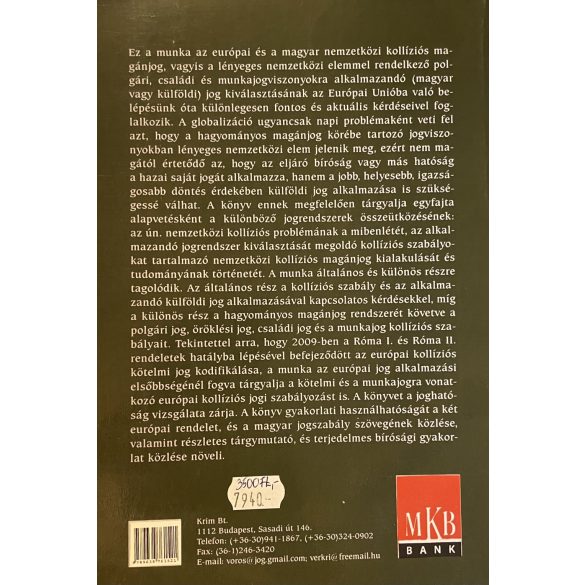 Ez a munka az európai és a magyar nemzetközi kollíziós ma-
gánjog, vagyis a lényeges nemzetközi elemmel rendelkező pol-
gári, családi és munkajogviszonyokra alkalmazandó (magyar
vagy külföldi) jog kiválasztásának az Európai Unióba való be-
lépésünk óta különlegesen fontos és aktuális kérdéseivel fog-
lalkozik. A globalizáció ugyancsak napi problémaként veti fel
azt, hogy a hagyományos magánjog körébe tartozó jogviszo-
nyokban lényeges nemzetközi elem jelenik meg, ezért nem ma-
gától értetődő az, hogy az eljáró bíróság vagy más hatóság
a hazai saját jogát alkalmazza, hanem a jobb, helyesebb, igazsá-
gosabb döntés érdekében külföldi jog alkalmazása is szüksé-
gessé válhat. A könyv ennek megfelelően tárgyalja egyfajta
alapvetésként a különböző jogrendszerek összeütközésének:
az ún. nemzetközi kollíziós problémának a mibenlétét, az alkal-
mazandó jogrendszer kiválasztását megoldó kollíziós szabályo-
kat tartalmazó nemzetközi kollíziós magánjog kialakulását és
tudományának történetét. A munka általános és különös részre
tagolódik. Az általános rész a kollíziós szabály és az alkalma-
zandó külföldi jog alkalmazásával kapcsolatos kérdésekkel, míg
a különös rész a hagyományos magánjog rendszerét követve a
polgári jog, öröklési jog, családi jog és a munkajog kollíziós sza-
bályait. Tekintettel arra, hogy 2009-ben a Róma I. és Róma II.
rendeletek hatályba lépésével befejeződött az európai kollíziós
kötelmi jog kodifikálása, a munka az európai jog alkalmazási
elsőbbségénél fogva tárgyalja a kötelmi és a munkajogra vonat-
kozó európai kollíziós jogi szabályozást is. A könyvet a jogható-
ság vizsgálata zárja. A könyv gyakorlati használhatóságát a két
európai rendelet, és a magyar jogszabály szövegének közlése,
valamint részletes tárgymutató, és terjedelmes bírósági gyakor-
lat közlése növeli.
3500Ft,-
7940.-
Krim Bt.
1112 Budapest, Sasadi út 146.
Telefon: (+36-30)941-1867, (+36-30)324-0902
Fax: (36-1)246-3420
E-mail: voros@jog.gmail.com; verkri@freemail.hu
MKB
BANK